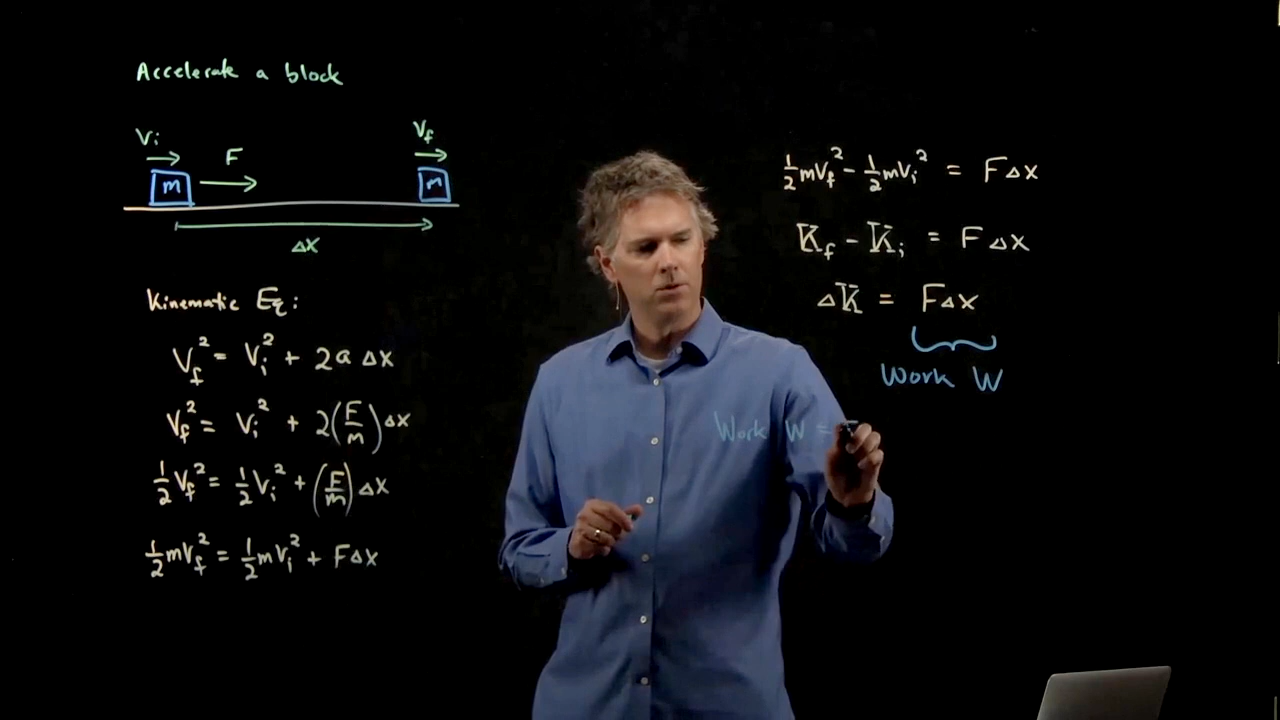 Accelerate a block
Vi
F
Vf
m
m
Δx
Kinematic Eq:
Vf² = Vi² + 2a Δx
Vf² = Vi² + 2(F/m)Δx
½Vf² = ½Vi² + (F/m)Δx
½mVf² = ½mVi² + FΔx
½mVf² - ½mVi² = FΔx
Kf - Ki = FΔx
ΔK = FΔx
Work W
Work W = F